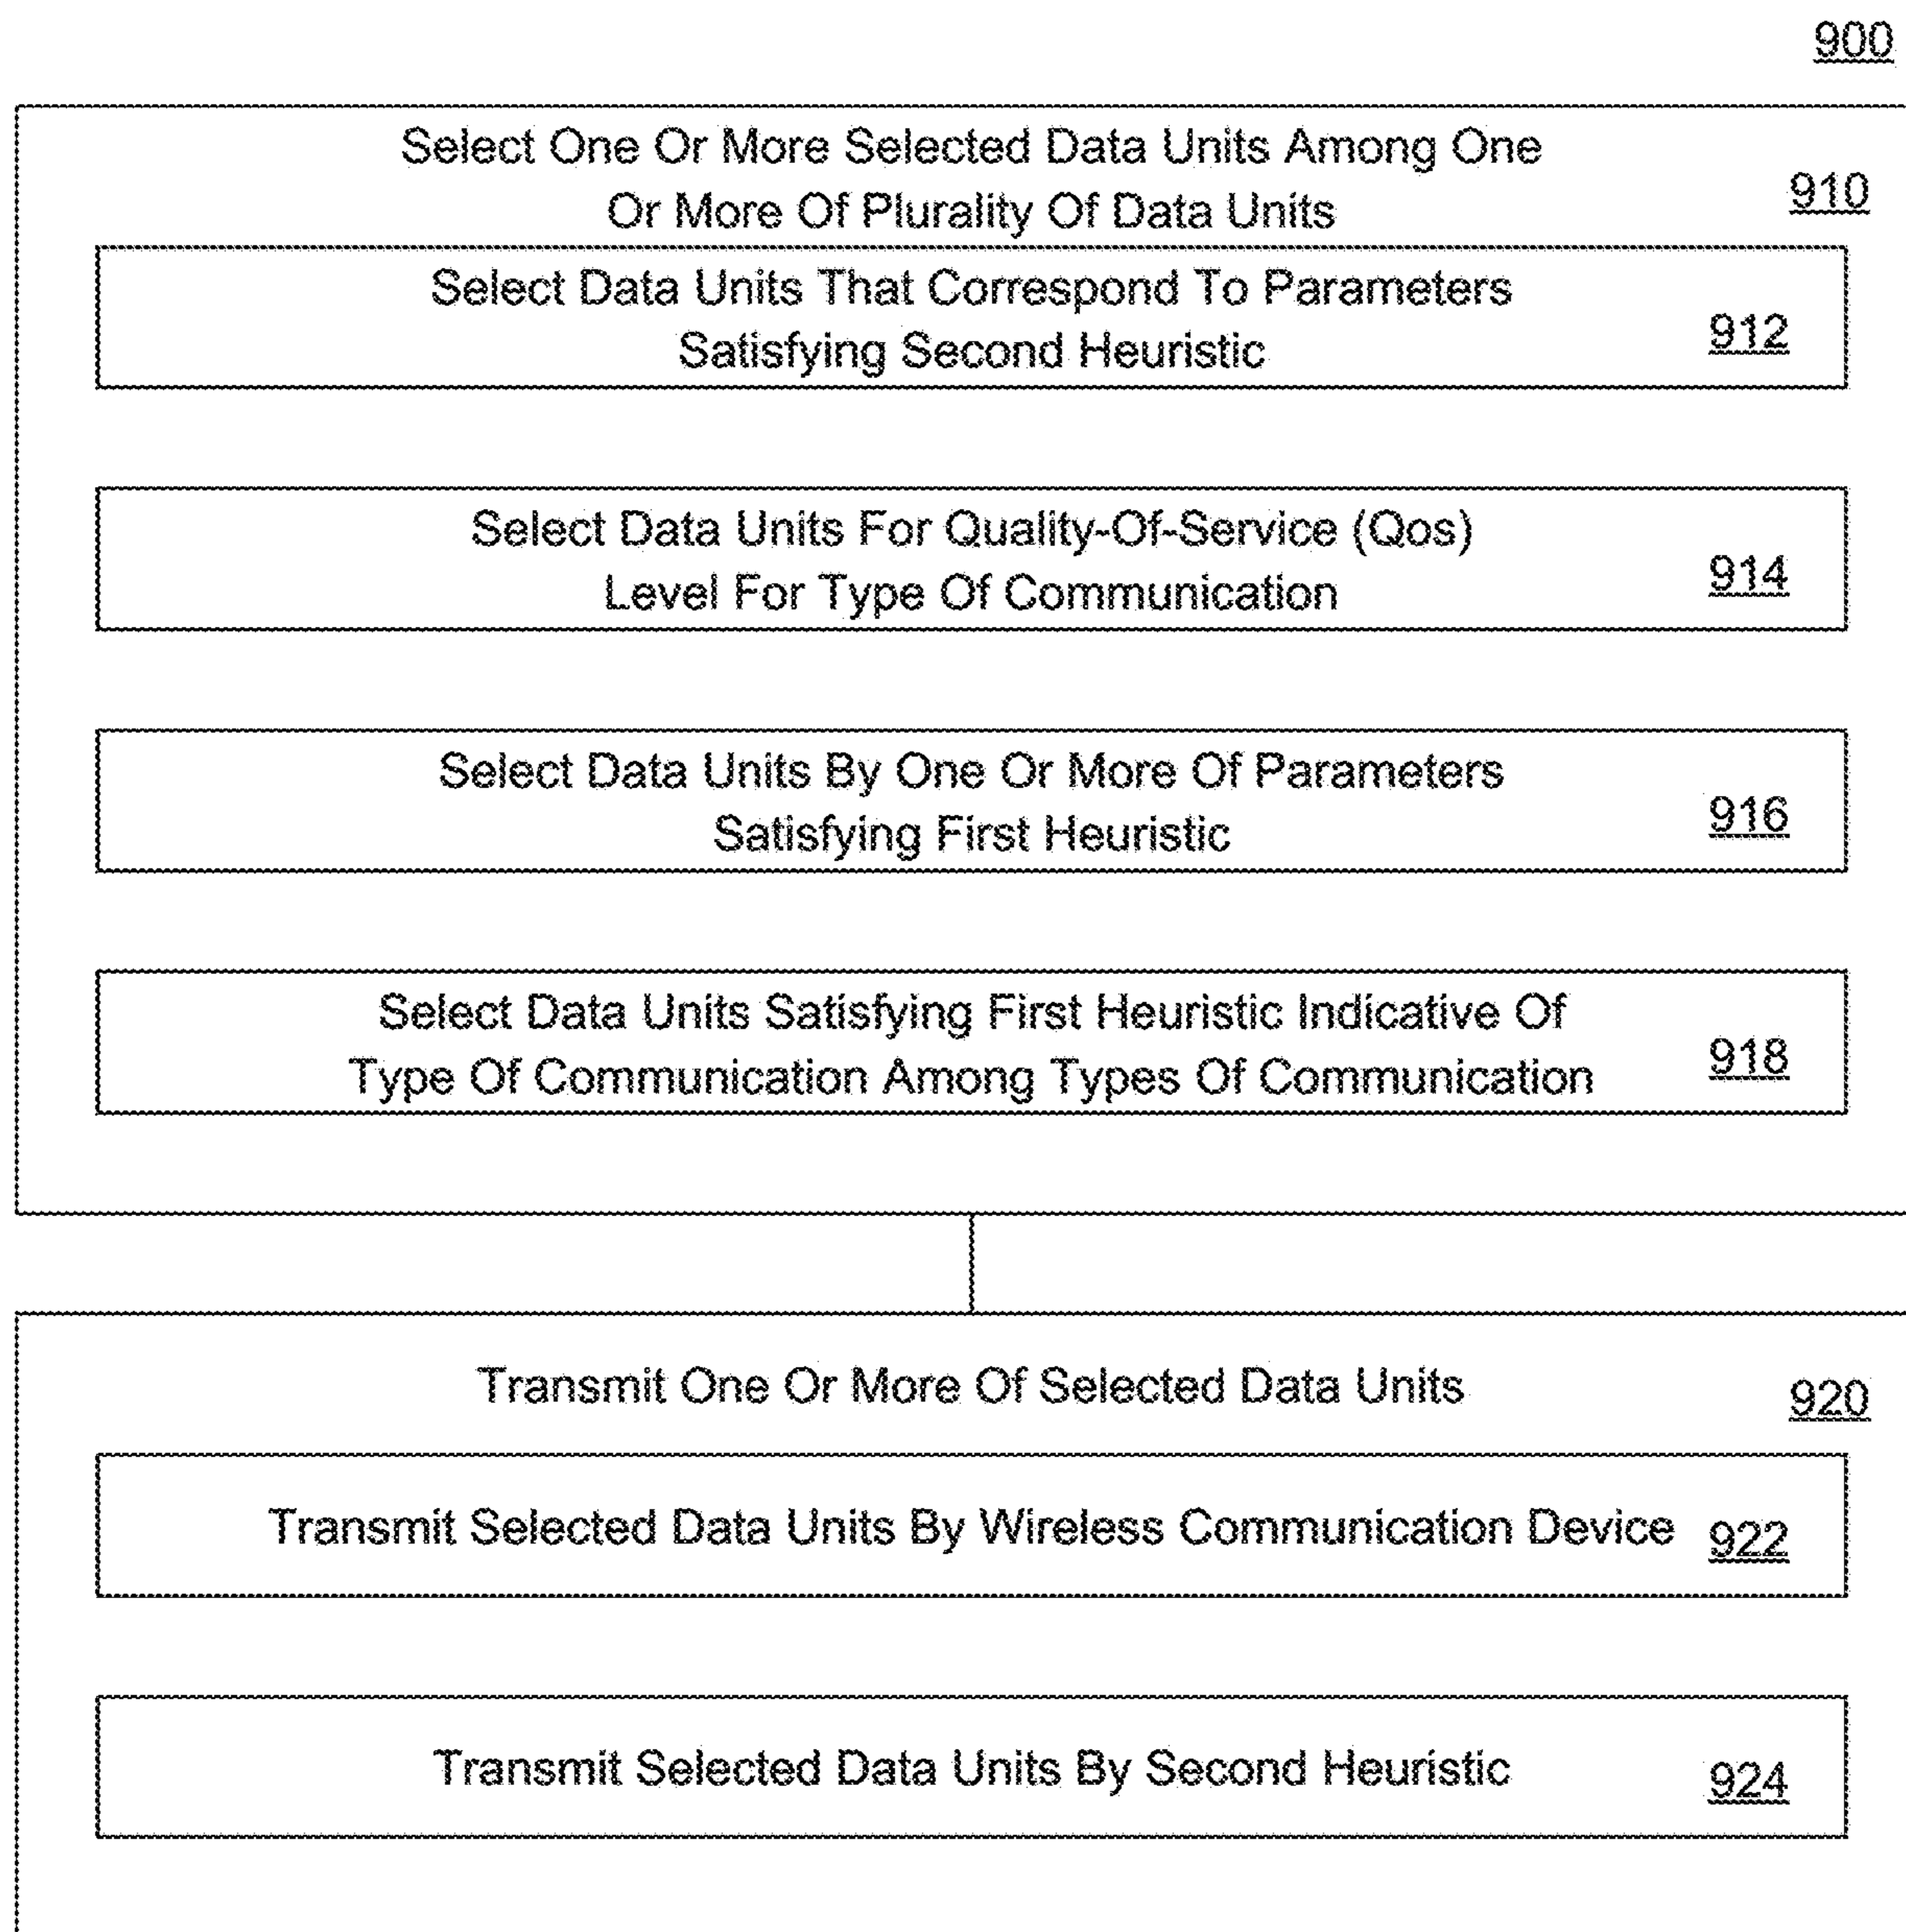 900
Select One Or More Selected Data Units Among One
Or More Of Plurality Of Data Units
910
Select Data Units That Correspond To Parameters
Satisfying Second Heuristic
912
Select Data Units For Quality-Of-Service (Qos)
Level For Type Of Communication
914
Select Data Units By One Or More Of Parameters
Satisfying First Heuristic
916
Select Data Units Satisfying First Heuristic Indicative Of
Type Of Communication Among Types Of Communication
918
Transmit One Or More Of Selected Data Units
920
Transmit Selected Data Units By Wireless Communication Device
922
Transmit Selected Data Units By Second Heuristic
924